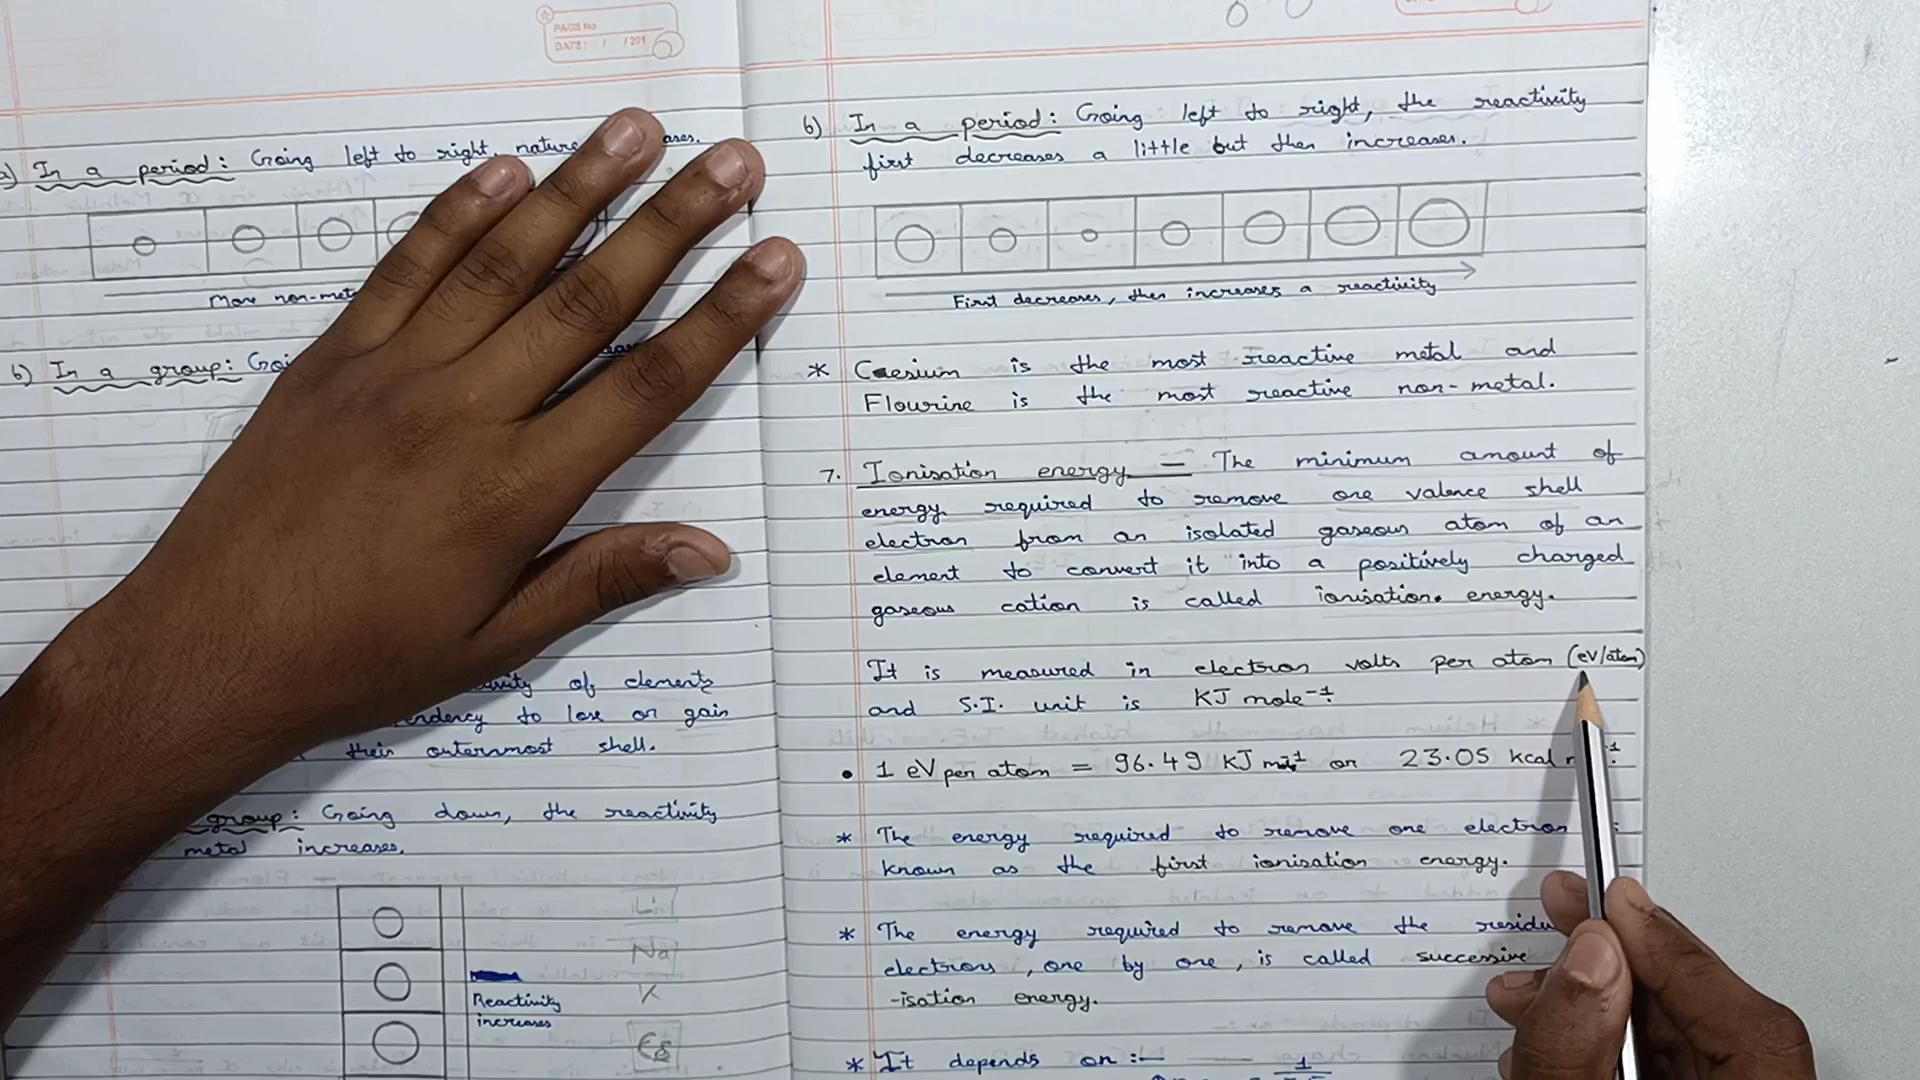 PAGE No
DATE: / /201
a) In a period: Going left to right, nature ases.
More non-meta
b) In a group: Goi
ivity of elements
endency to lose or gain
their outernmost shell.
group: Going down, the reactivity
metal increases.
Reactivity
increases
Li
Na
K
Cs
b) In a period: Going left to right, the reactivity
first decreases a little but then increases.
First decreases, then increases a reactivity
* Caesium is the most reactive metal and
Flourine is the most reactive non-metal.
7. Ionisation energy — The minimum amount of
energy required to remove one valence shell
electron from an isolated gaseous atom of an
element to convert it into a positively charged
gaseous cation is called ionisation energy.
It is measured in electron volts per atom (eV/atom)
and S.I. unit is KJ mole⁻¹.
• 1 eV per atom = 96.49 KJ or 23.05 kcal
* The energy required to remove one electron
known as the first ionisation energy.
* The energy required to remove the residu
electrons, one by one, is called successive
-isation energy.
* It depends on :—
1